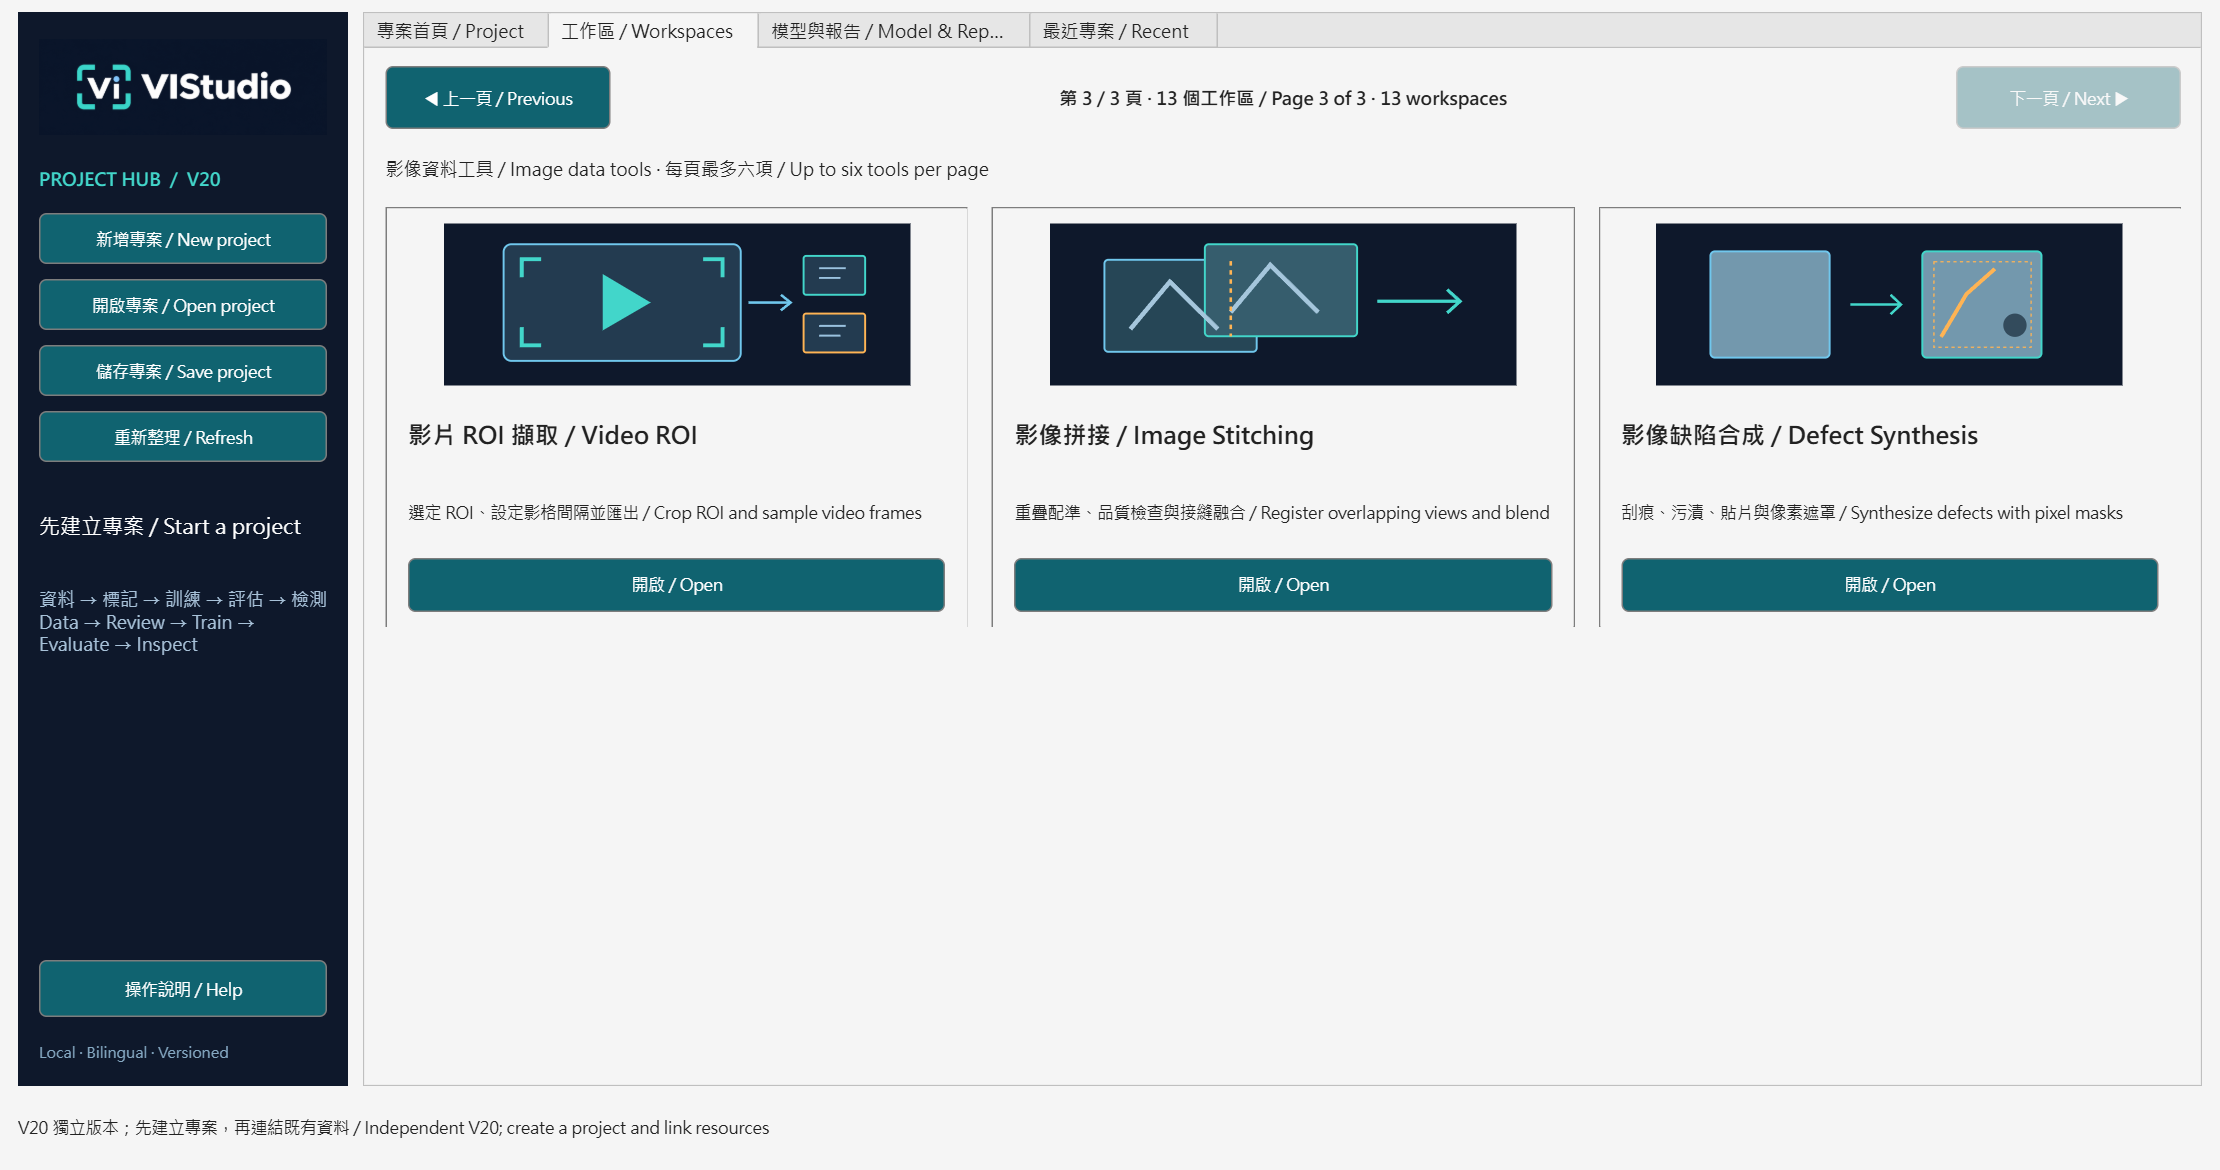 vi VIStudio
PROJECT HUB / V20
新增專案 / New project
開啟專案 / Open project
儲存專案 / Save project
重新整理 / Refresh
先建立專案 / Start a project
資料 → 標記 → 訓練 → 評估 → 檢測
Data → Review → Train →
Evaluate → Inspect
操作說明 / Help
Local · Bilingual · Versioned
專案首頁 / Project
工作區 / Workspaces
模型與報告 / Model & Rep...
最近專案 / Recent
◀ 上一頁 / Previous
第 3 / 3 頁 · 13 個工作區 / Page 3 of 3 · 13 workspaces
下一頁 / Next ▶
影像資料工具 / Image data tools · 每頁最多六項 / Up to six tools per page
影片 ROI 擷取 / Video ROI
選定 ROI、設定影格間隔並匯出 / Crop ROI and sample video frames
開啟 / Open
影像拼接 / Image Stitching
重疊配準、品質檢查與接縫融合 / Register overlapping views and blend
開啟 / Open
影像缺陷合成 / Defect Synthesis
刮痕、污漬、貼片與像素遮罩 / Synthesize defects with pixel masks
開啟 / Open
V20 獨立版本；先建立專案，再連結既有資料 / Independent V20; create a project and link resources